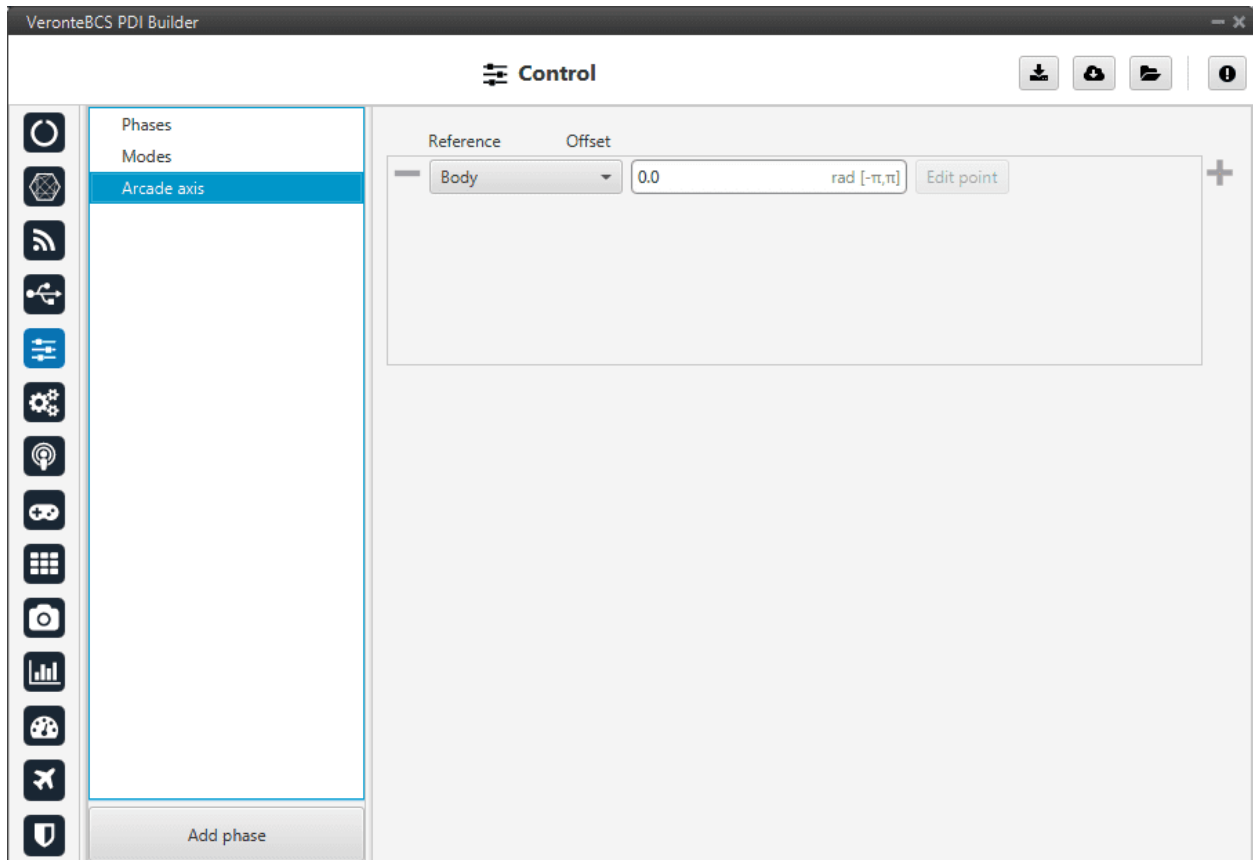 VeronteBCS PDI Builder
Control
Phases
Modes
Arcade axis
Reference Offset
Body 0.0 rad [-π,π] Edit point
Add phase